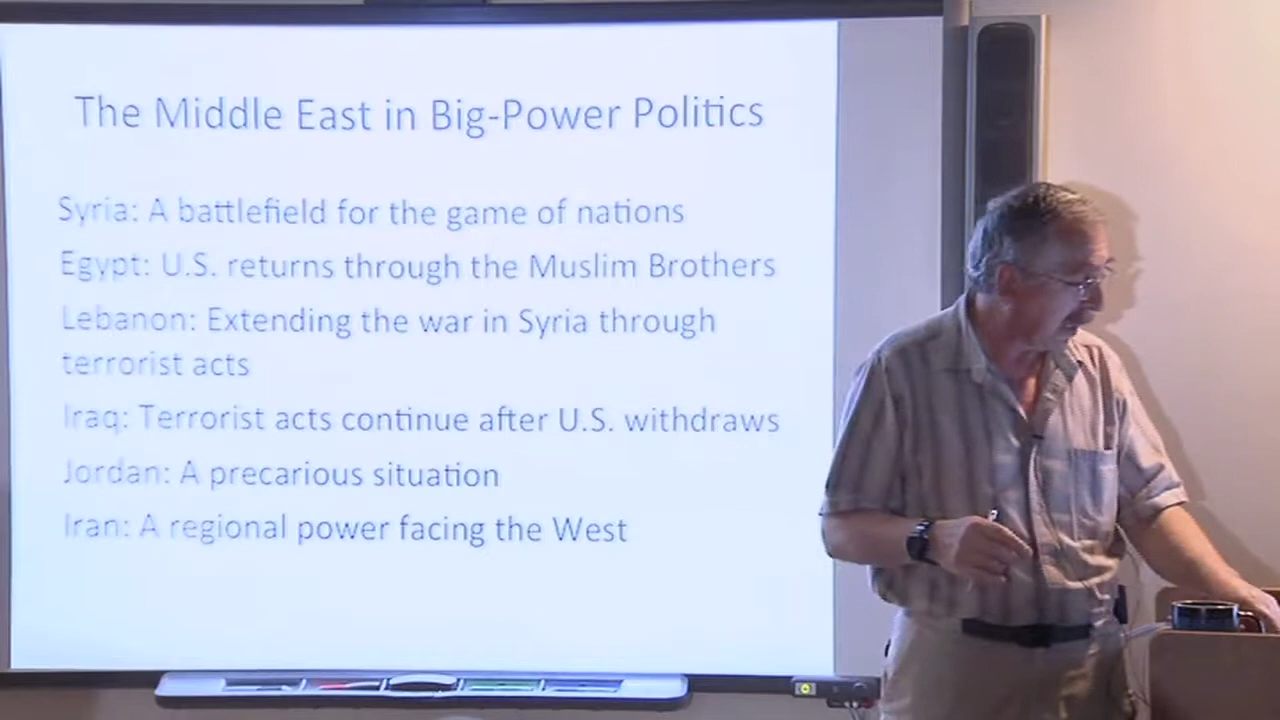 The Middle East in Big-Power Politics
Syria: A battlefield for the game of nations
Egypt: U.S. returns through the Muslim Brothers
Lebanon: Extending the war in Syria through
terrorist acts
Iraq: Terrorist acts continue after U.S. withdraws
Jordan: A precarious situation
Iran: A regional power facing the West